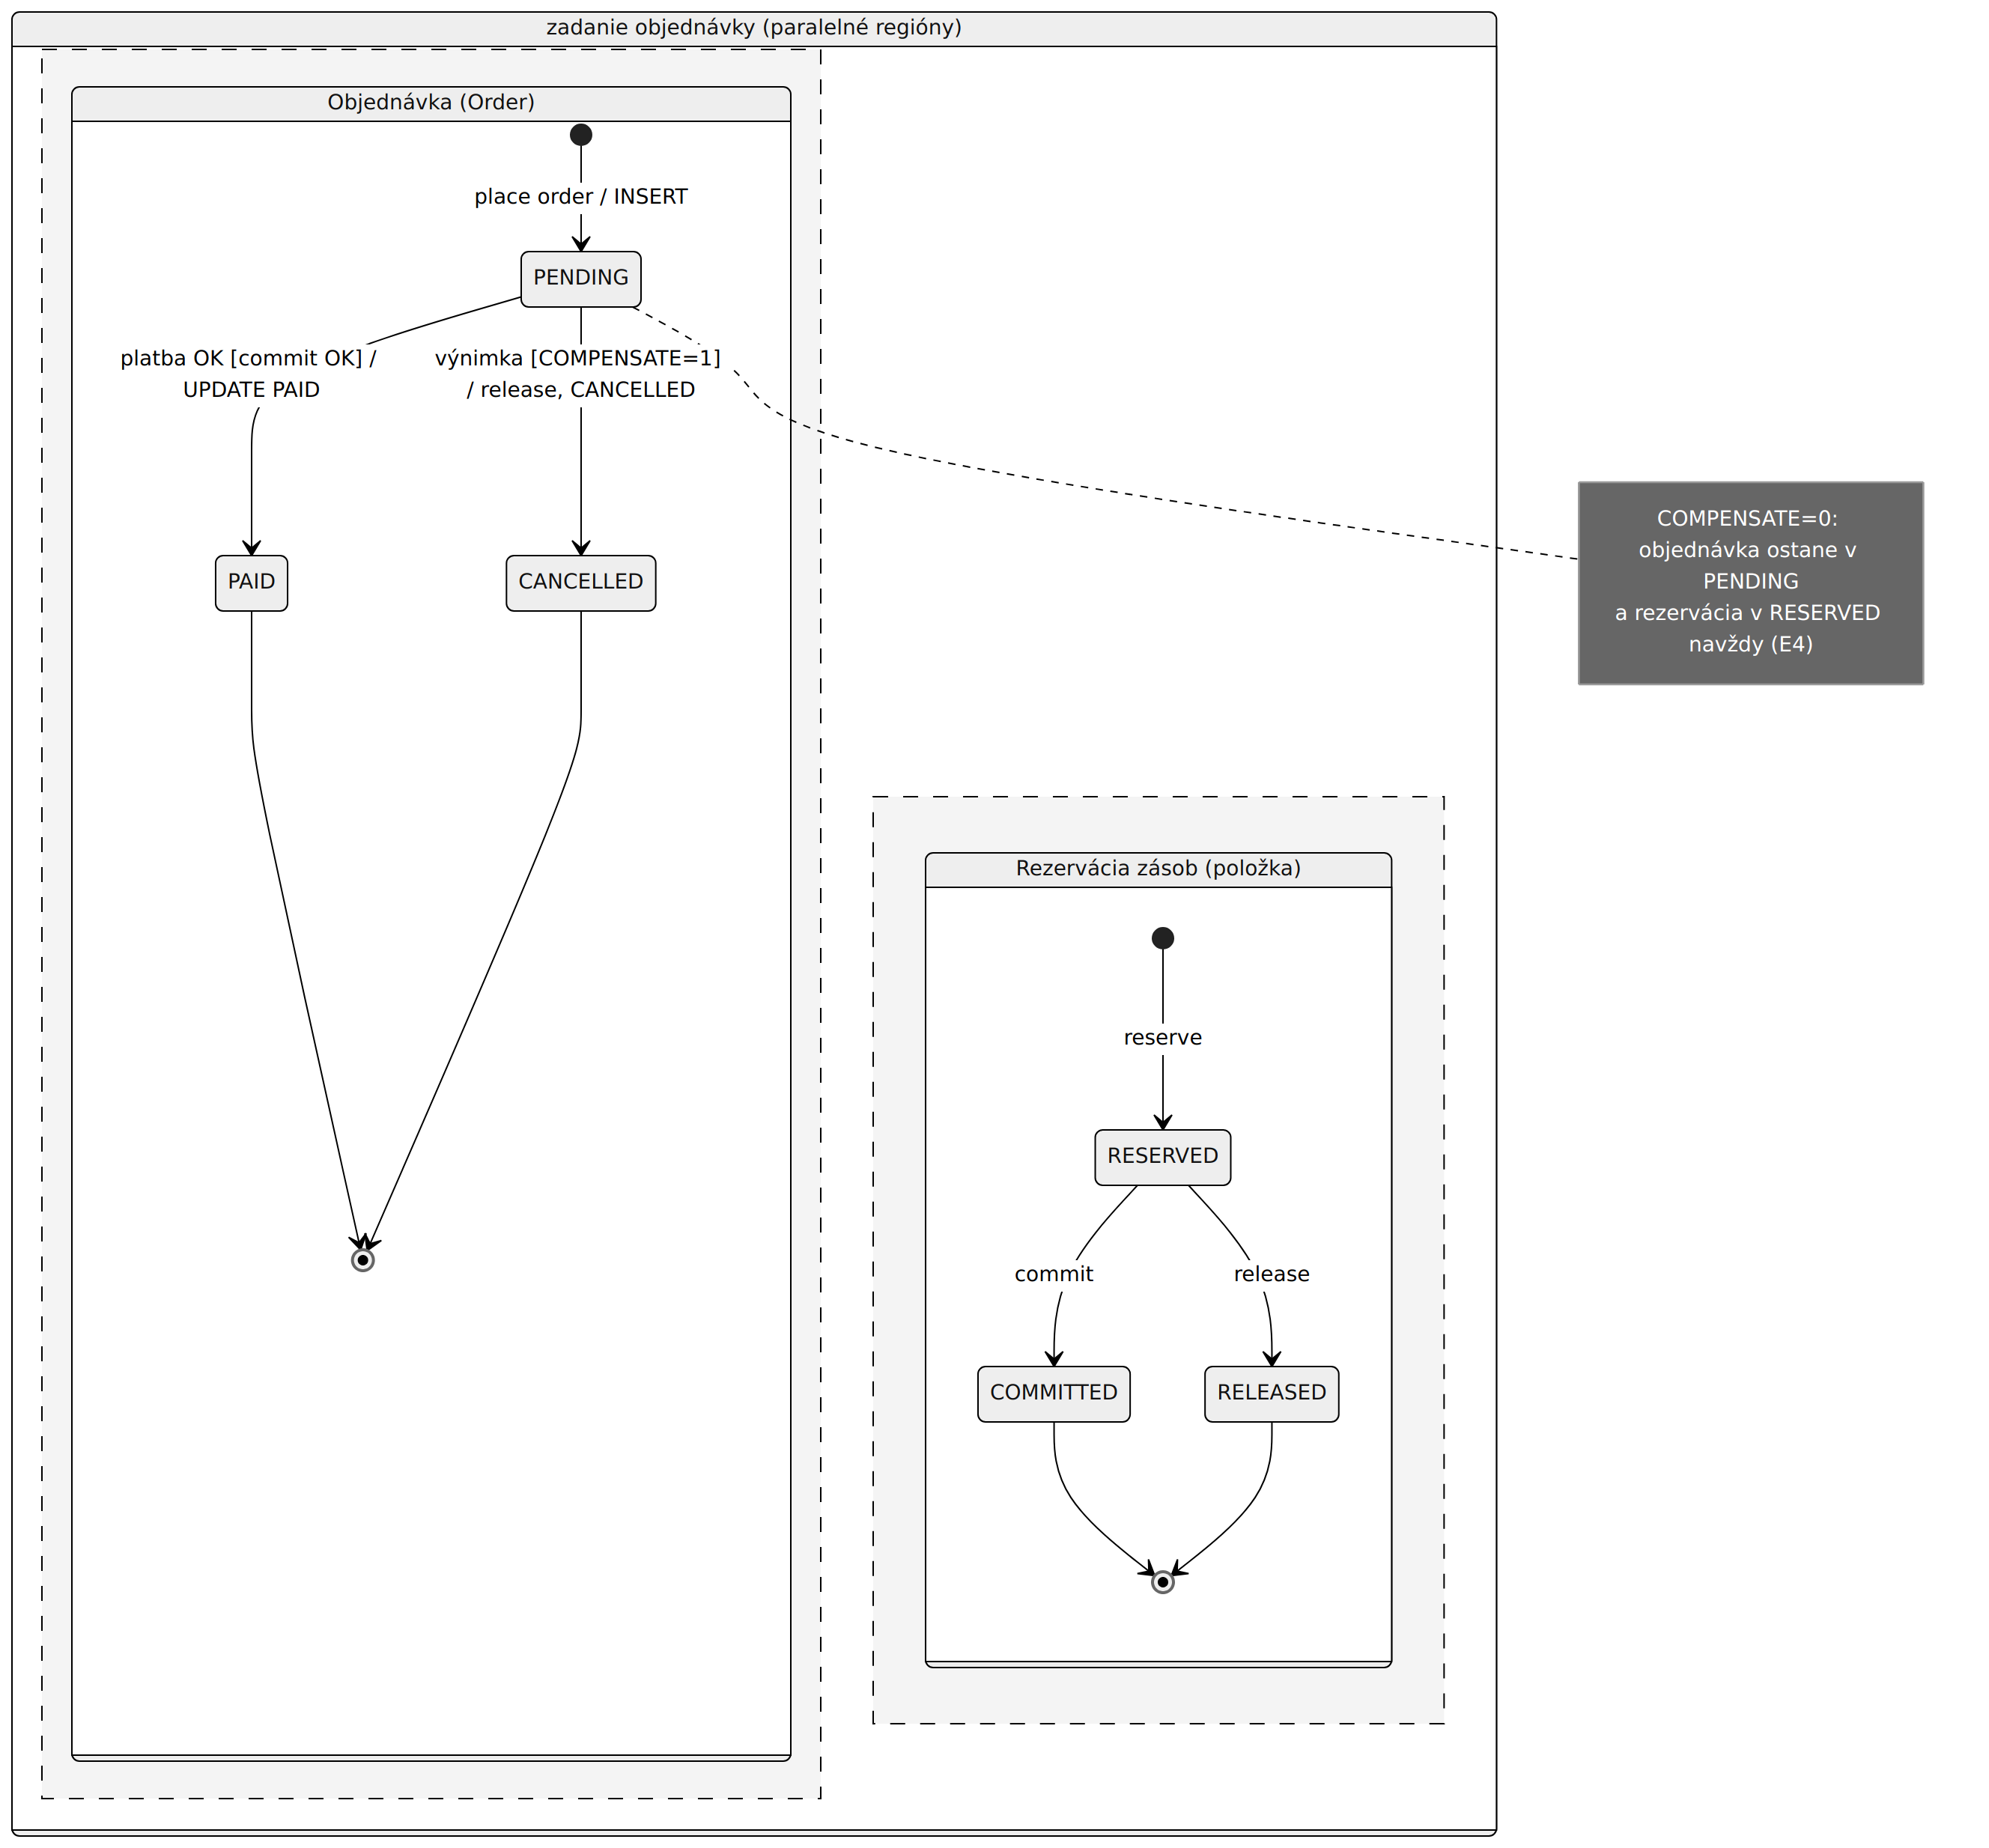 zadanie objednávky (paralelné regióny)
Objednávka (Order)
place order / INSERT
PENDING
platba OK [commit OK] /
UPDATE PAID
výnimka [COMPENSATE=1]
/ release, CANCELLED
PAID
CANCELLED
COMPENSATE=0:
objednávka ostane v
PENDING
a rezervácia v RESERVED
navždy (E4)
Rezervácia zásob (položka)
reserve
RESERVED
commit
release
COMMITTED
RELEASED